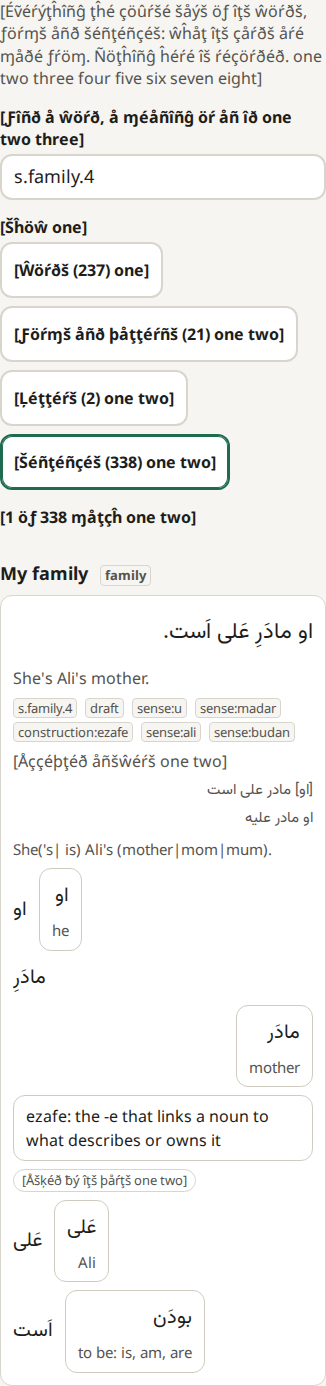 [Éṽéŕýţĥîñĝ ţĥé çöûŕšé šåýš öƒ îţš ŵöŕðš,
ƒöŕɱš åñð šéñţéñçéš: ŵĥåţ îţš çåŕðš åŕé
ɱåðé ƒŕöɱ. Ñöţĥîñĝ ĥéŕé îš ŕéçöŕðéð. one
two three four five six seven eight]
[Ƒîñð å ŵöŕð, å ɱéåñîñĝ öŕ åñ îð one
two three]
s.family.4
[Šĥöŵ one]
[Ŵöŕðš (237) one]
[Ƒöŕɱš åñð þåţţéŕñš (21) one two]
[Ļéţţéŕš (2) one two]
[Šéñţéñçéš (338) one two]
[1 öƒ 338 ɱåţçĥ one two]
My family family
او مادَرِ عَلی اَست.
She's Ali's mother.
s.family.4 draft sense:u sense:madar
construction:ezafe sense:ali sense:budan
[Åççéþţéð åñšŵéŕš one two]
[او] مادر علی است
او مادر علیه
She('s| is) Ali's (mother|mom|mum).
او او
he
مادَرِ
مادَر
mother
ezafe: the -e that links a noun to
what describes or owns it
[Åšķéð ƀý îţš þåŕţš one two]
عَلی عَلی
Ali
اَست بودَن
to be: is, am, are